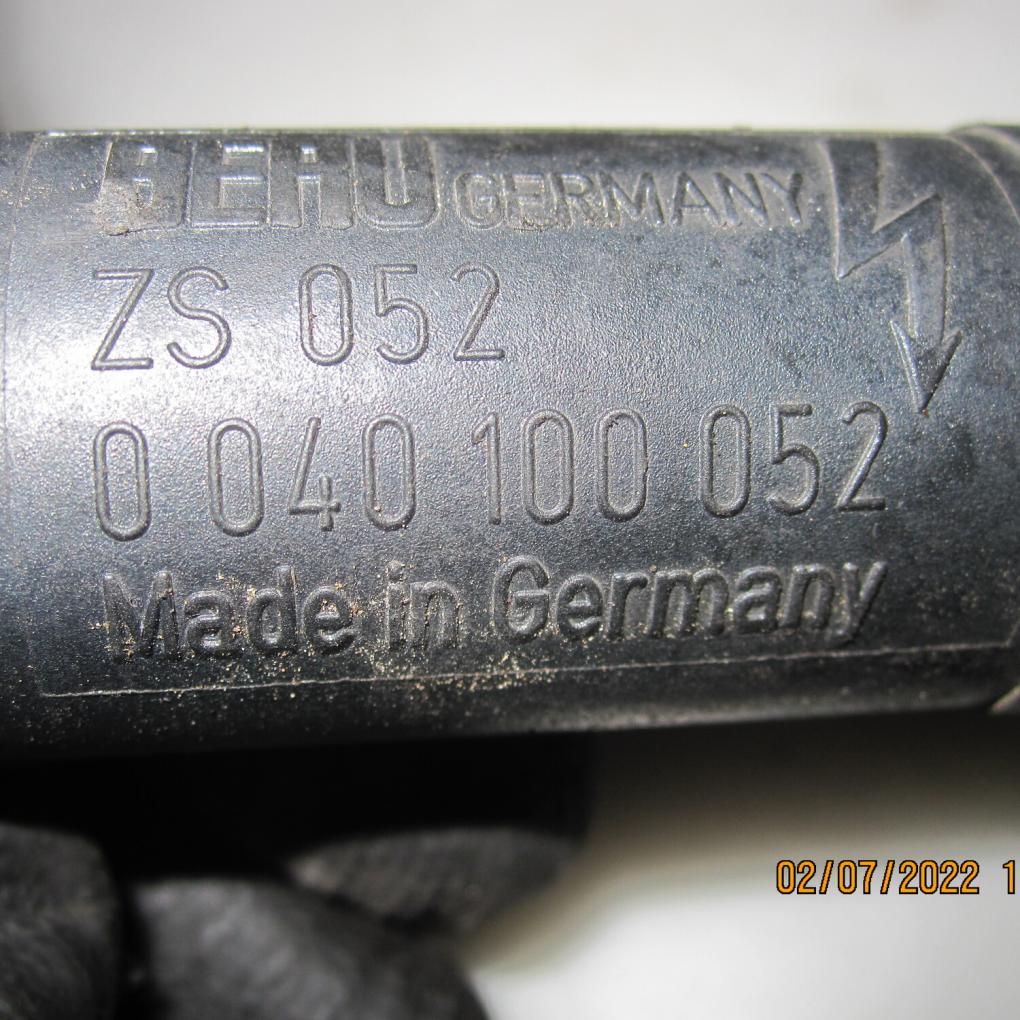 BERU GERMANY
ZS 052
0 040 100 052
Made in Germany
02/07/2022 1